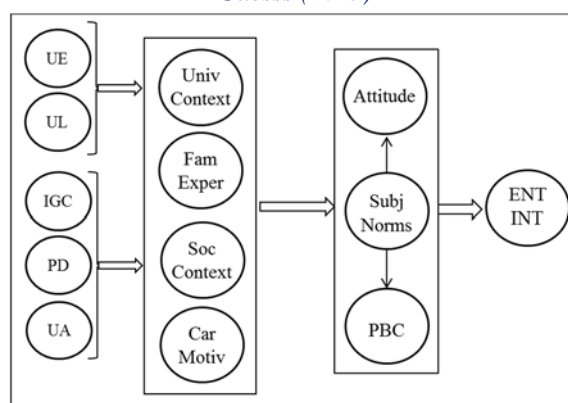 UE
UL
IGC
PD
UA
Univ
Context
Fam
Exper
Soc
Context
Car
Motiv
Attitude
Subj
Norms
PBC
ENT
INT